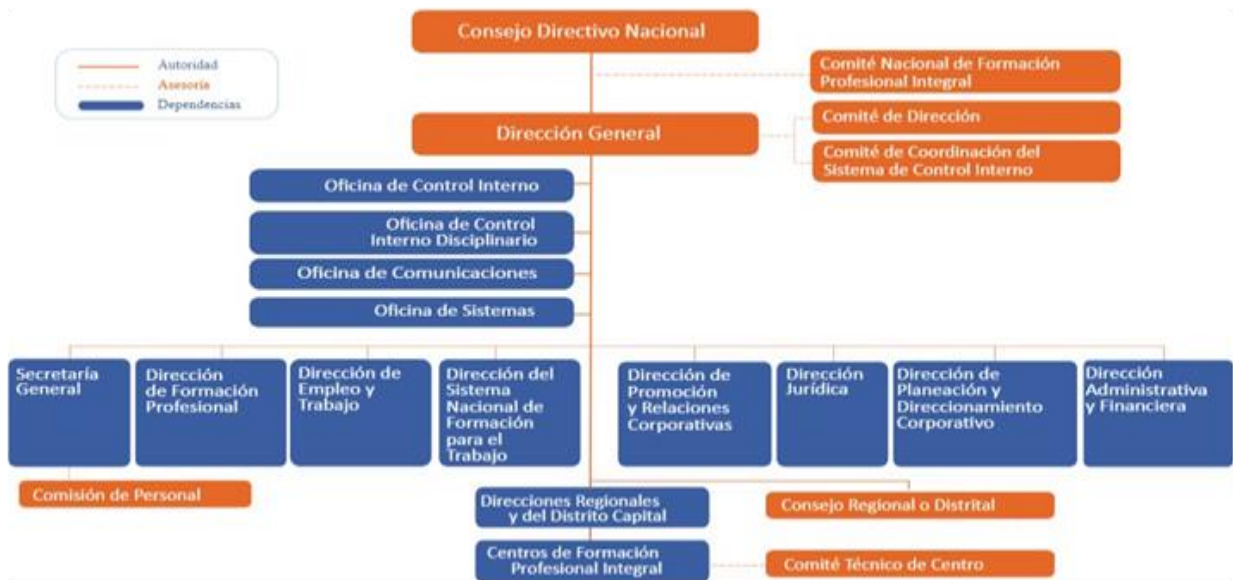 Consejo Directivo Nacional
Autoridad
Asesoría
Dependencias
Comité Nacional de Formación
Profesional Integral
Dirección General
Comité de Dirección
Comité de Coordinación del
Sistema de Control Interno
Oficina de Control Interno
Oficina de Control
Interno Disciplinario
Oficina de Comunicaciones
Oficina de Sistemas
Secretaría
General
Dirección
de Formación
Profesional
Dirección de
Empleo y
Trabajo
Dirección del
Sistema
Nacional de
Formación
para el
Trabajo
Dirección de
Promoción
y Relaciones
Corporativas
Dirección
Jurídica
Dirección de
Planeación y
Direccionamiento
Corporativo
Dirección
Administrativa
y Financiera
Comisión de Personal
Direcciones Regionales
y del Distrito Capital
Consejo Regional o Distrital
Centros de Formación
Profesional Integral
Comité Técnico de Centro